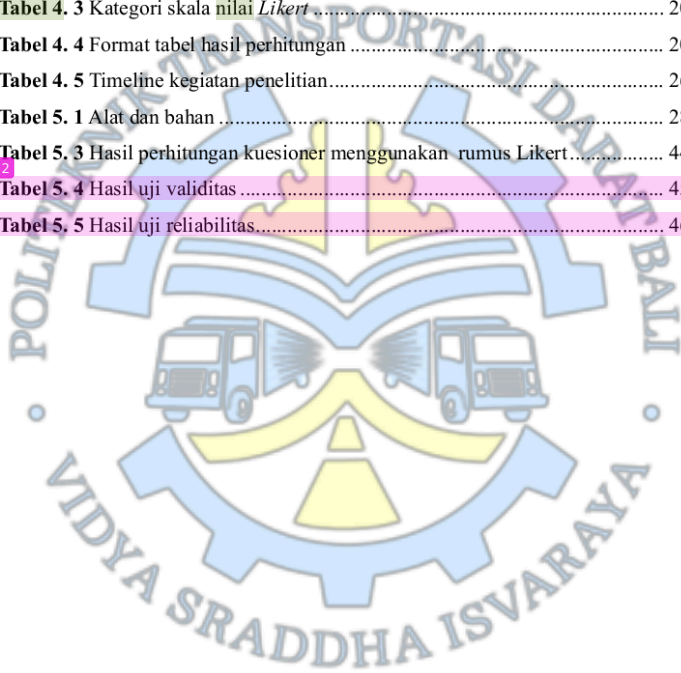 Tabel 4. 3 Kategori skala nilai Likert
Tabel 4. 4 Format tabel hasil perhitungan
Tabel 4. 5 Timeline kegiatan penelitian
Tabel 5. 1 Alat dan bahan
Tabel 5. 3 Hasil perhitungan kuesioner menggunakan rumus Likert
2
Tabel 5. 4 Hasil uji validitas
Tabel 5. 5 Hasil uji reliabilitas
POLITEKNIK TRANSPORTASI DARAT BALI
VIDYA SRADDHA ISVARAYA